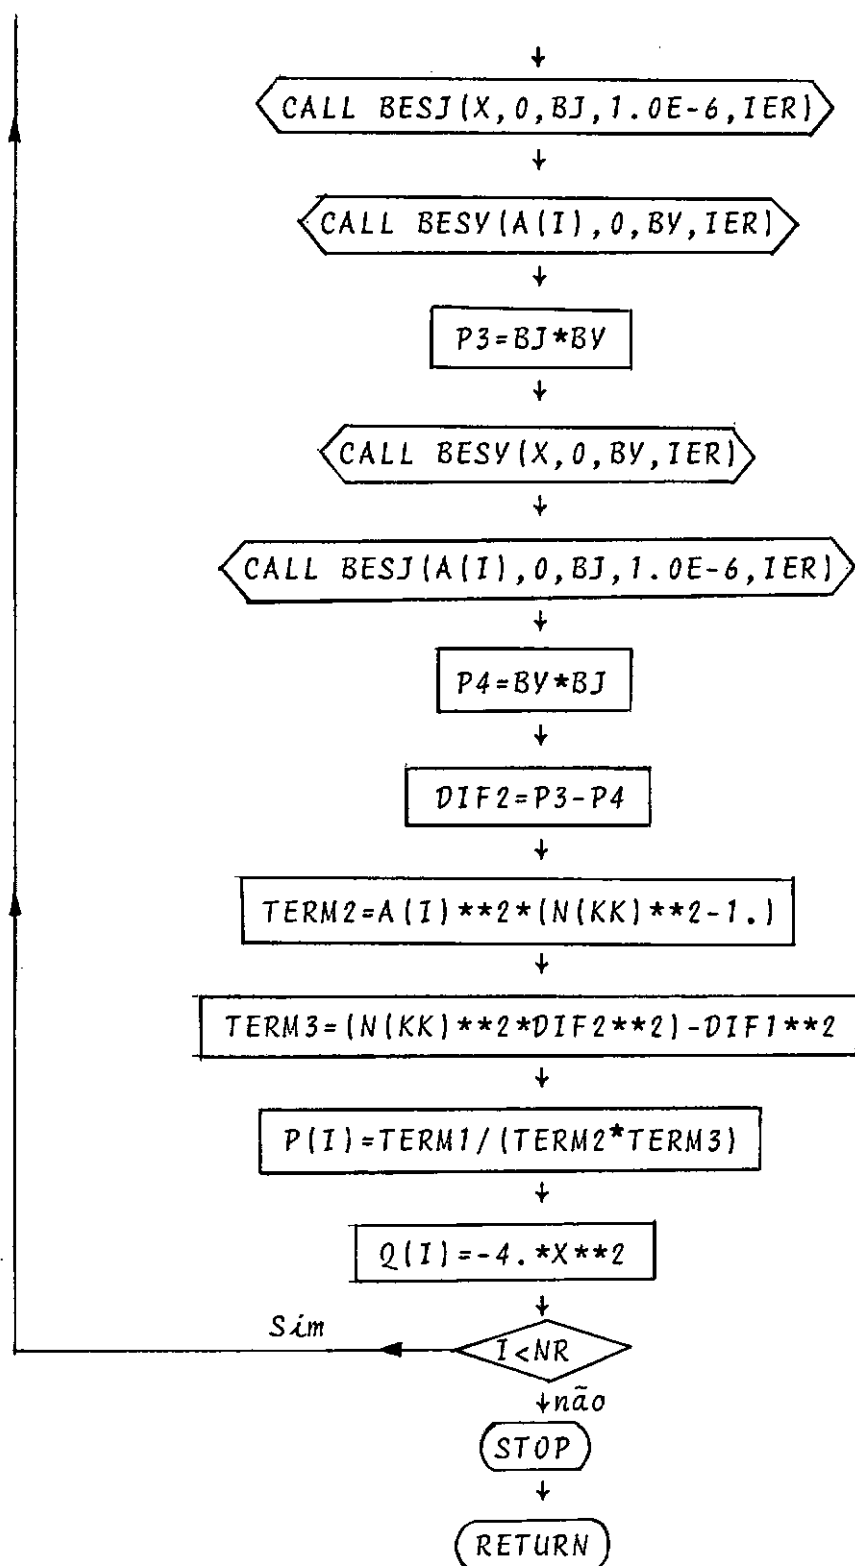 CALL BESJ(X,0,BJ,1.0E-6,IER)
CALL BESY(A(I),0,BY,IER)
P3=BJ*BY
CALL BESY(X,0,BY,IER)
CALL BESJ(A(I),0,BJ,1.0E-6,IER)
P4=BY*BJ
DIF2=P3-P4
TERM2=A(I)**2*(N(KK)**2-1.)
TERM3=(N(KK)**2*DIF2**2)-DIF1**2
P(I)=TERM1/(TERM2*TERM3)
Q(I)=-4.*X**2
Sim
I<NR
não
STOP
RETURN